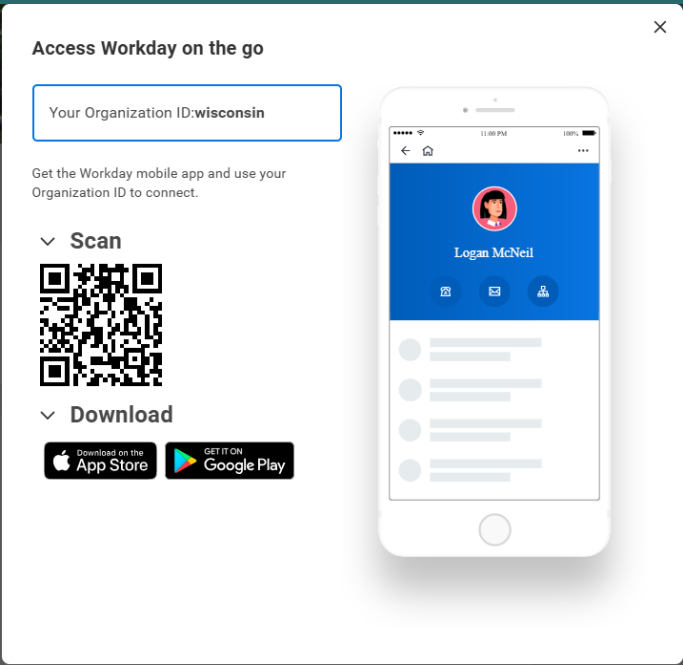 Access Workday on the go
Your Organization ID:wisconsin
Get the Workday mobile app and use your
Organization ID to connect.
Scan
Download
Download on the
App Store
GET IT ON
Google Play
11:00 PM
100%
Logan McNeil